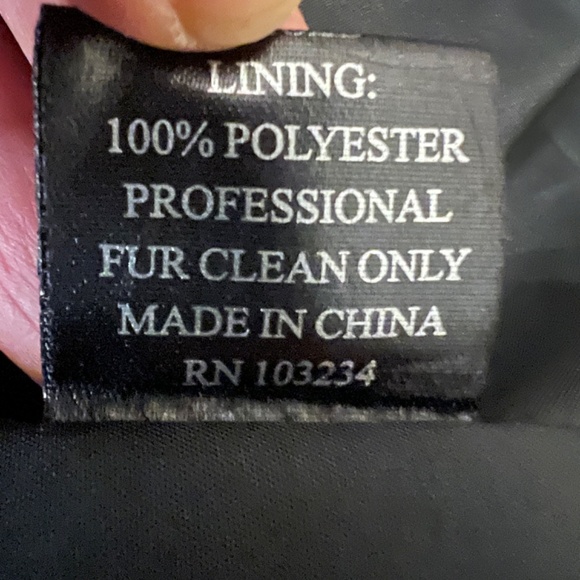 LINING:
100% POLYESTER
PROFESSIONAL
FUR CLEAN ONLY
MADE IN CHINA
RN 103234